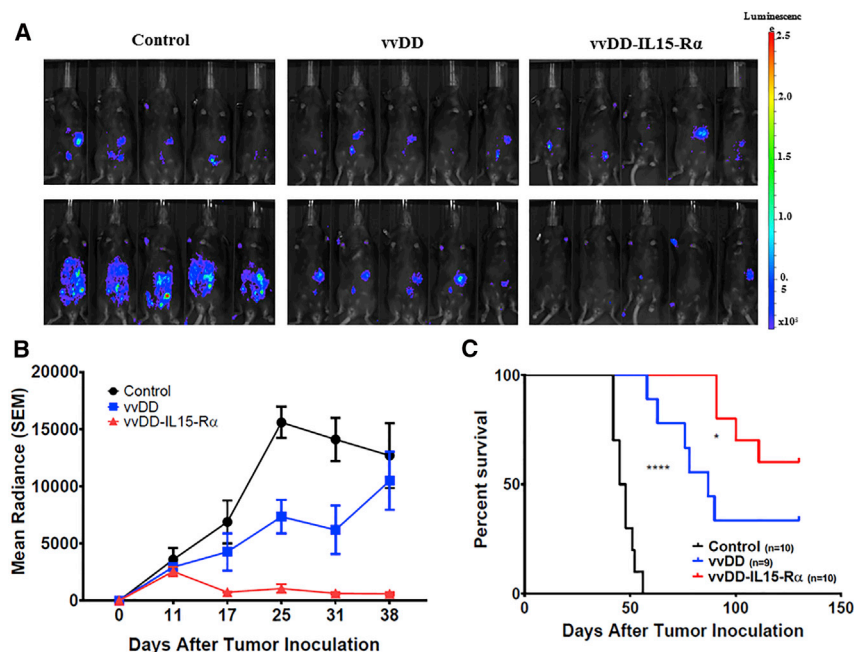 A
Control
vvDD
vvDD-IL15-Rα
Luminescenc
e
2.5
2.0
1.5
1.0
0.
5
x10⁵
B
Mean Radiance (SEM)
20000
15000
10000
5000
0
Control
vvDD
vvDD-IL15-Rα
0 11 17 25 31 38
Days After Tumor Inoculation
C
Percent survival
100
50
0
****
*
Control (n=10)
vvDD (n=9)
vvDD-IL15-Rα (n=10)
50 100 150
Days After Tumor Inoculation